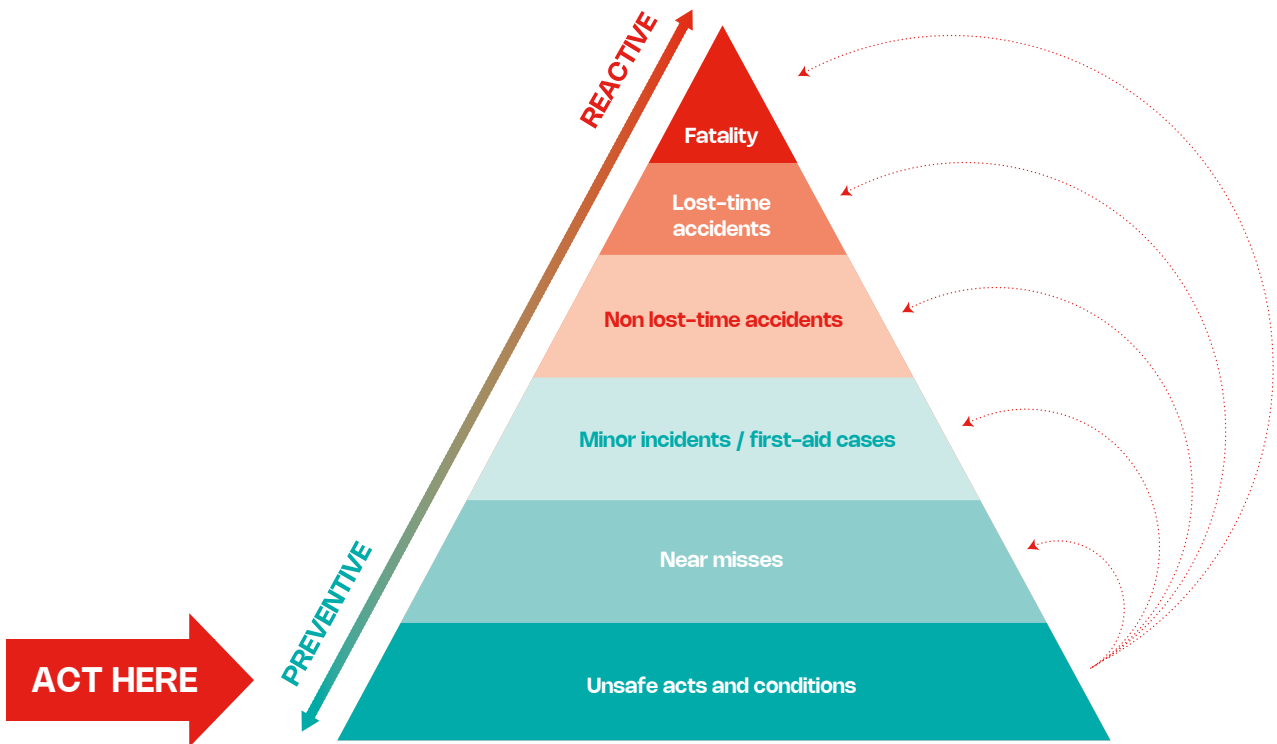 REACTIVE
Fatality
Lost-time
accidents
Non lost-time accidents
Minor incidents / first-aid cases
Near misses
PREVENTIVE
ACT HERE
Unsafe acts and conditions